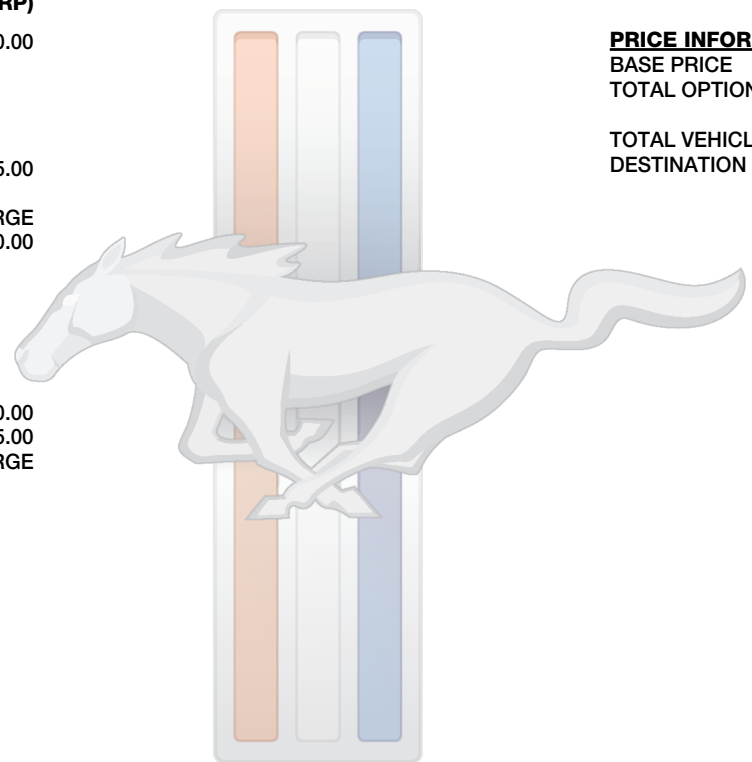 RP)
0.00
5.00
RGE
0.00
0.00
5.00
RGE
PRICE INFOR
BASE PRICE
TOTAL OPTION
TOTAL VEHICL
DESTINATION